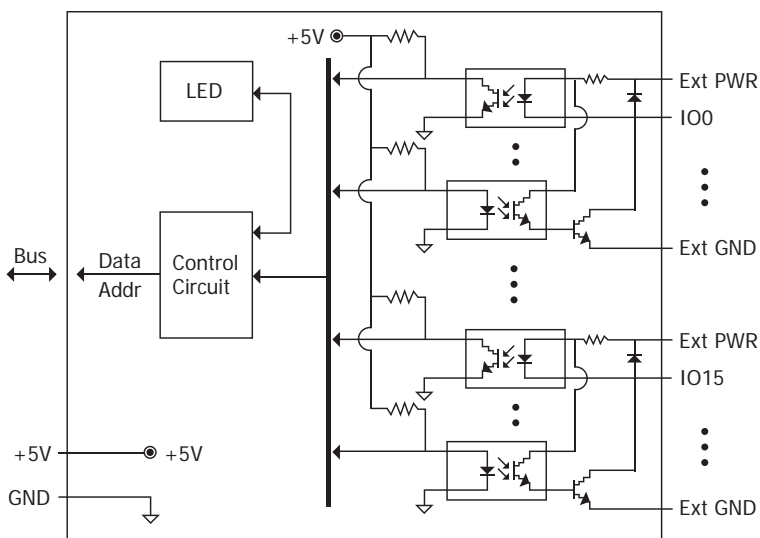 +5V
LED
Ext PWR
IO0
Ext GND
Bus
Data
Addr
Control
Circuit
Ext PWR
IO15
+5V
+5V
GND
Ext GND